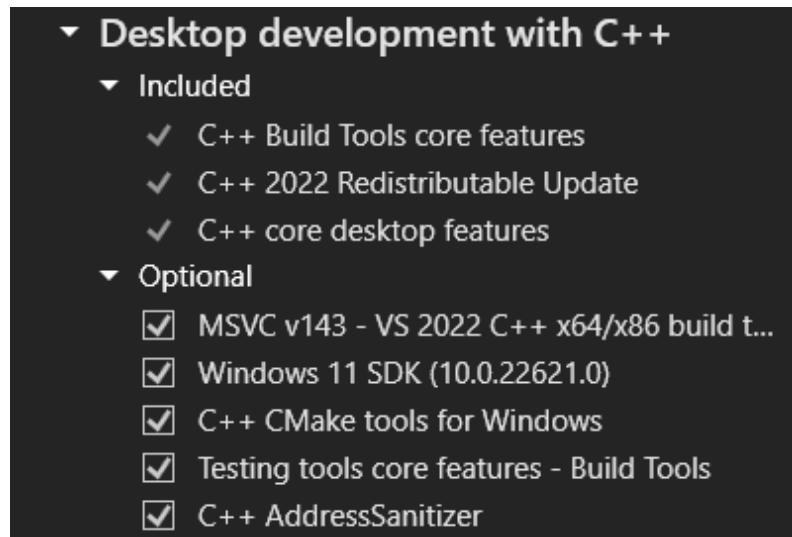 Desktop development with C++
Included
C++ Build Tools core features
C++ 2022 Redistributable Update
C++ core desktop features
Optional
MSVC v143 - VS 2022 C++ x64/x86 build t...
Windows 11 SDK (10.0.22621.0)
C++ CMake tools for Windows
Testing tools core features - Build Tools
C++ AddressSanitizer